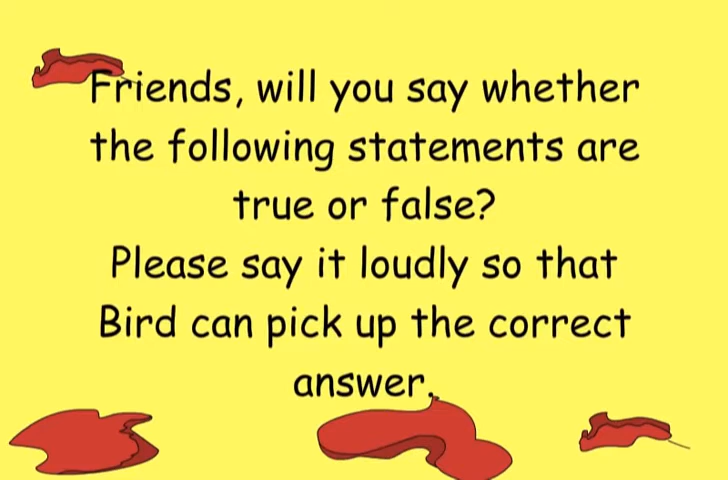 Friends, will you say whether
the following statements are
true or false?
Please say it loudly so that
Bird can pick up the correct
answer.